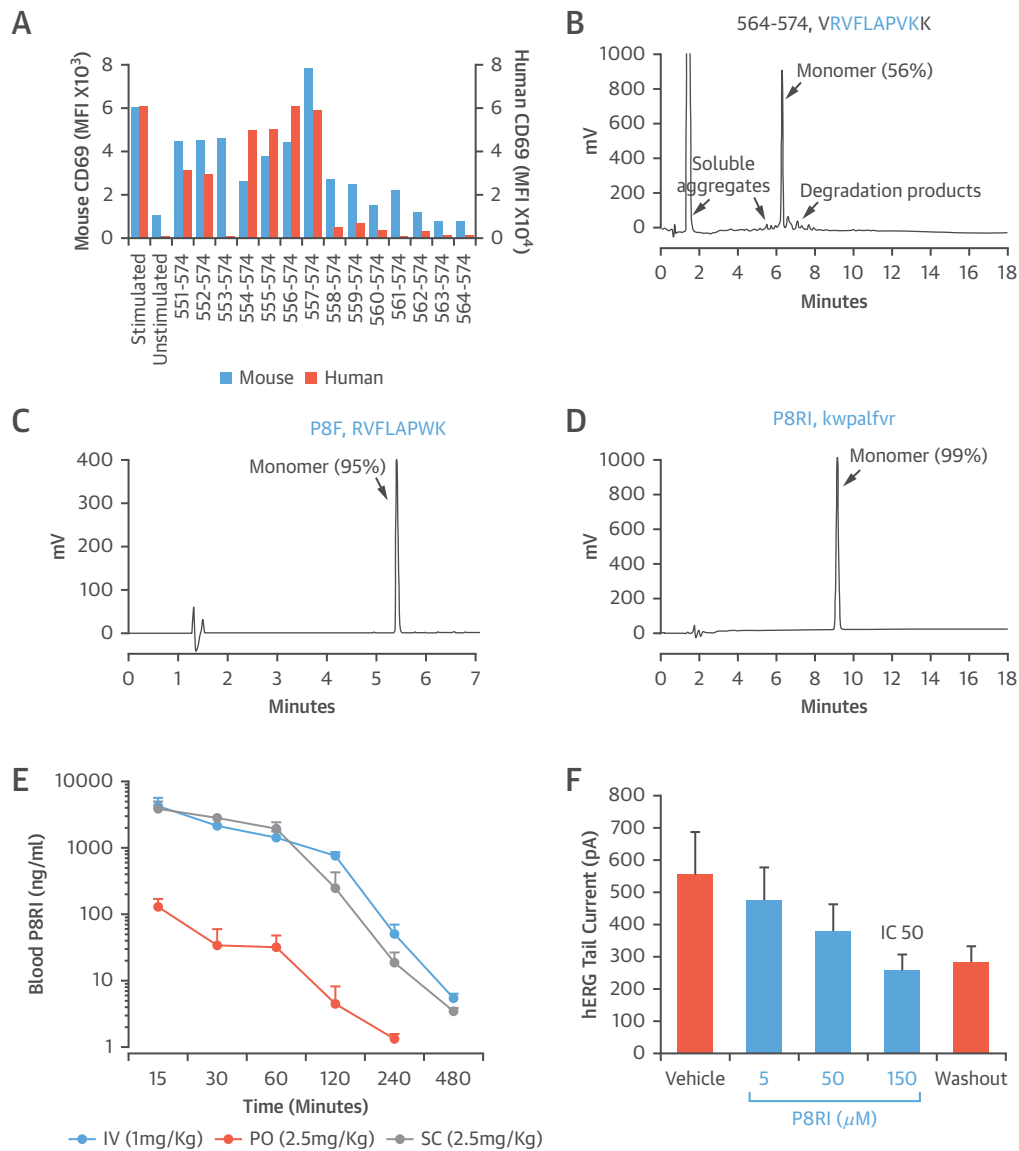 A
Mouse CD69 (MFI X10³)
8
6
4
2
0
8
6
4
2
0
Human CD69 (MFI X10⁴)
Stimulated
Unstimulated
551-574
552-574
553-574
554-574
555-574
556-574
557-574
558-574
559-574
560-574
561-574
562-574
563-574
564-574
Mouse
Human
B
564-574, VRVFLAPVKK
mV
1000
800
600
400
200
0
Monomer (56%)
Soluble
aggregates
Degradation products
0 2 4 6 8 10 12 14 16 18
Minutes
C
P8F, RVFLAPWK
mV
400
300
200
100
0
Monomer (95%)
0 1 2 3 4 5 6 7
Minutes
D
P8RI, kwpalfvr
mV
1000
800
600
400
200
0
Monomer (99%)
0 2 4 6 8 10 12 14 16 18
Minutes
E
Blood P8RI (ng/ml)
10000
1000
100
10
1
15 30 60 120 240 480
Time (Minutes)
IV (1mg/Kg) PO (2.5mg/Kg) SC (2.5mg/Kg)
F
hERG Tail Current (pA)
800
700
600
500
400
300
200
100
0
IC 50
Vehicle 5 50 150 Washout
P8RI (μM)